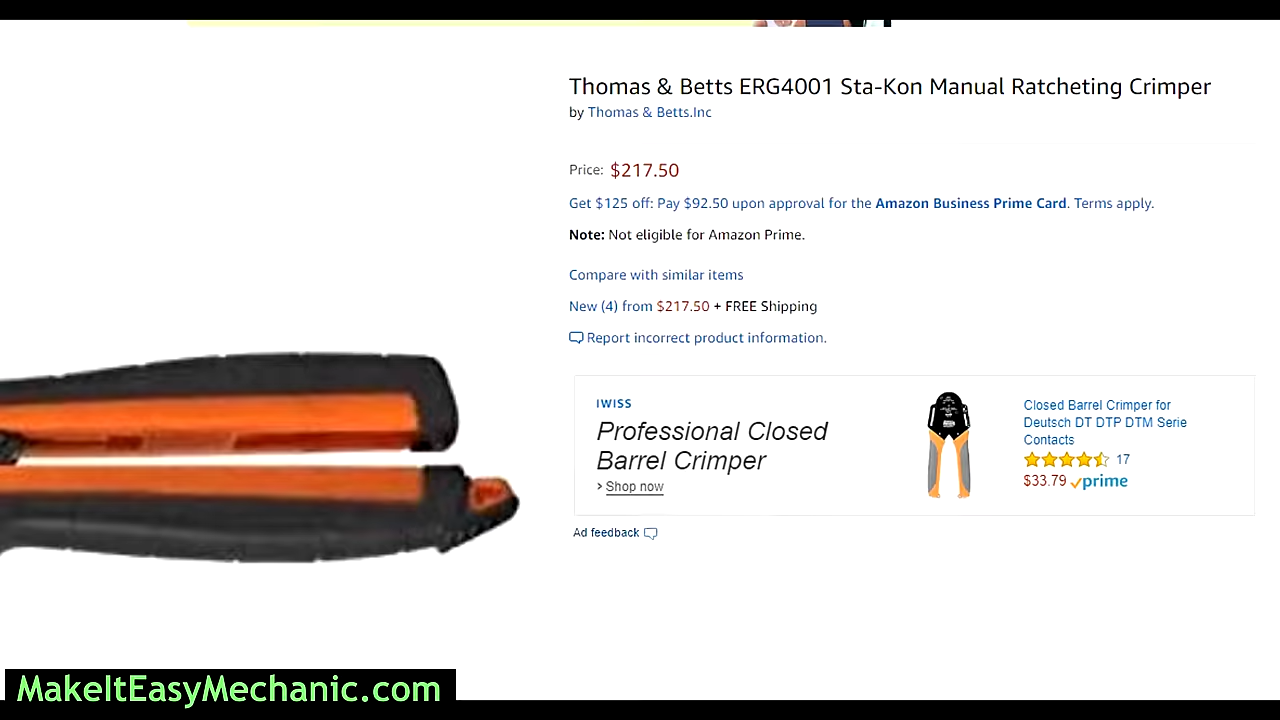 Thomas & Betts ERG4001 Sta-Kon Manual Ratcheting Crimper
by Thomas & Betts.Inc
Price: $217.50
Get $125 off: Pay $92.50 upon approval for the Amazon Business Prime Card. Terms apply.
Note: Not eligible for Amazon Prime.
Compare with similar items
New (4) from $217.50 + FREE Shipping
Report incorrect product information.
IWISS
Professional Closed
Barrel Crimper
› Shop now
Closed Barrel Crimper for
Deutsch DT DTP DTM Serie
Contacts
17
$33.79 prime
Ad feedback
MakeItEasyMechanic.com